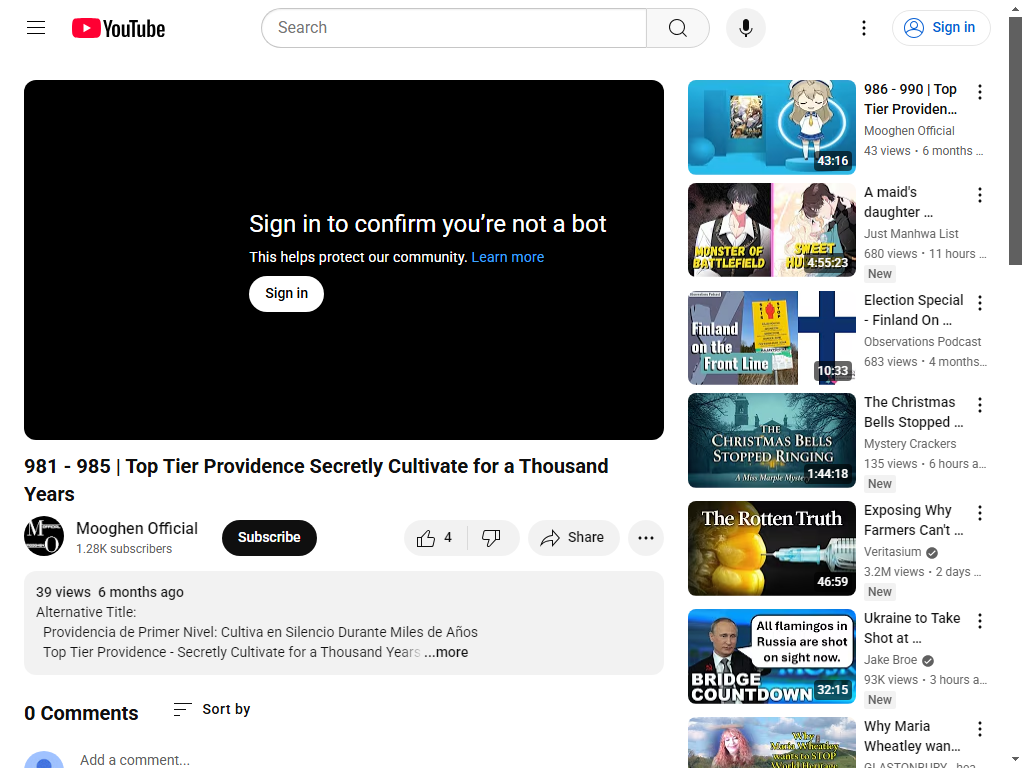 YouTube
Search
Sign in
Sign in to confirm you’re not a bot
This helps protect our community. Learn more
Sign in
981 - 985 | Top Tier Providence Secretly Cultivate for a Thousand
Years
Mooghen Official
1.28K subscribers
Subscribe
4
Share
39 views 6 months ago
Alternative Title:
Providencia de Primer Nivel: Cultiva en Silencio Durante Miles de Años
Top Tier Providence - Secretly Cultivate for a Thousand Years ...more
0 Comments
Sort by
Add a comment...
43:16
986 - 990 | Top
Tier Providen...
Mooghen Official
43 views • 6 months ...
MONSTER OF
BATTLEFIELD
SWEET
HU
4:55:23
A maid's
daughter ...
Just Manhwa List
680 views • 11 hours ...
New
Observations Podcast
Finland
on the
Front Line
10:33
Election Special
- Finland On ...
Observations Podcast
683 views • 4 months...
THE
CHRISTMAS BELLS
STOPPED RINGING
A Miss Marple Mystery
1:44:18
The Christmas
Bells Stopped ...
Mystery Crackers
135 views • 6 hours a...
New
The Rotten Truth
46:59
Exposing Why
Farmers Can't ...
Veritasium
3.2M views • 2 days ...
New
All flamingos in
Russia are shot
on sight now.
BRIDGE
COUNTDOWN
32:15
Ukraine to Take
Shot at ...
Jake Broe
93K views • 3 hours a...
New
Why
Maria Wheatley
wants to STOP
World Heritage
Why Maria
Wheatley wan...